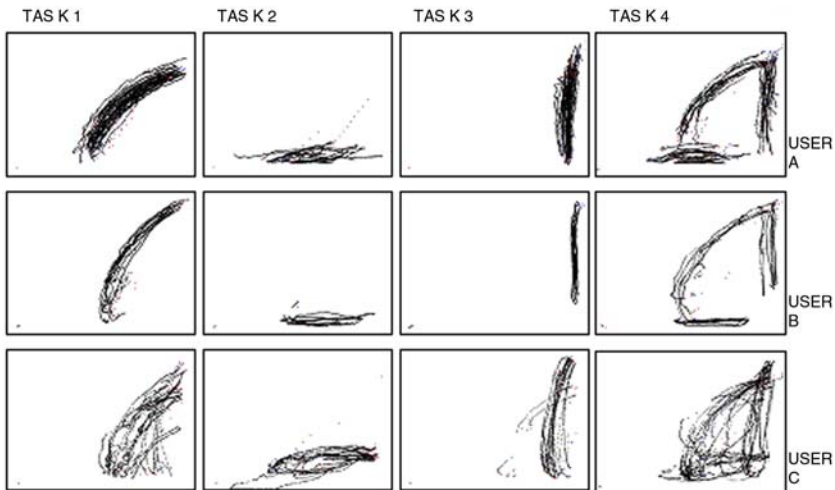 TAS K 1
TAS K 2
TAS K 3
TAS K 4
USER
A
USER
B
USER
C